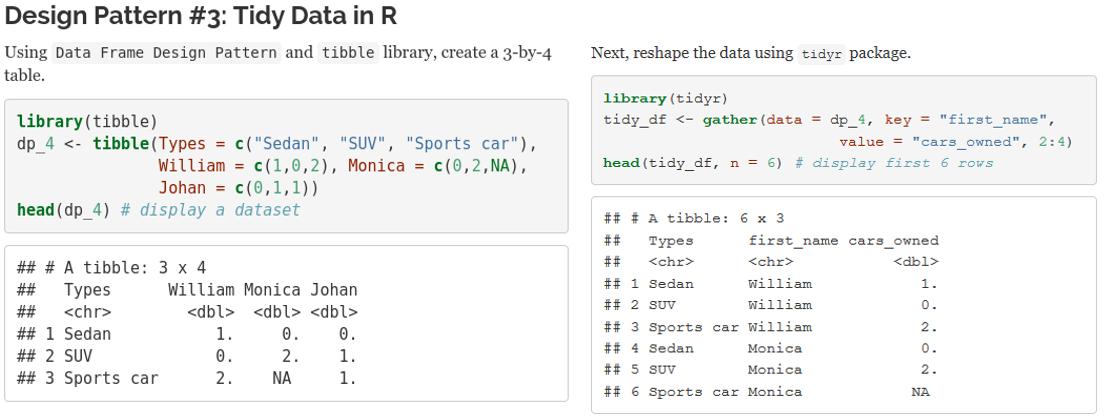 Design Pattern #3: Tidy Data in R
Using Data Frame Design Pattern and tibble library, create a 3-by-4
table.
library(tibble)
dp_4 <- tibble(Types = c("Sedan", "SUV", "Sports car"),
               William = c(1,0,2), Monica = c(0,2,NA),
               Johan = c(0,1,1))
head(dp_4) # display a dataset
## # A tibble: 3 x 4
##   Types      William Monica Johan
##   <chr>        <dbl>  <dbl> <dbl>
## 1 Sedan           1.     0.    0.
## 2 SUV             0.     2.    1.
## 3 Sports car      2.    NA     1.
Next, reshape the data using tidyr package.
library(tidyr)
tidy_df <- gather(data = dp_4, key = "first_name",
                              value = "cars_owned", 2:4)
head(tidy_df, n = 6) # display first 6 rows
## # A tibble: 6 x 3
##   Types      first_name cars_owned
##   <chr>      <chr>           <dbl>
## 1 Sedan      William            1.
## 2 SUV        William            0.
## 3 Sports car William            2.
## 4 Sedan      Monica             0.
## 5 SUV        Monica             2.
## 6 Sports car Monica            NA